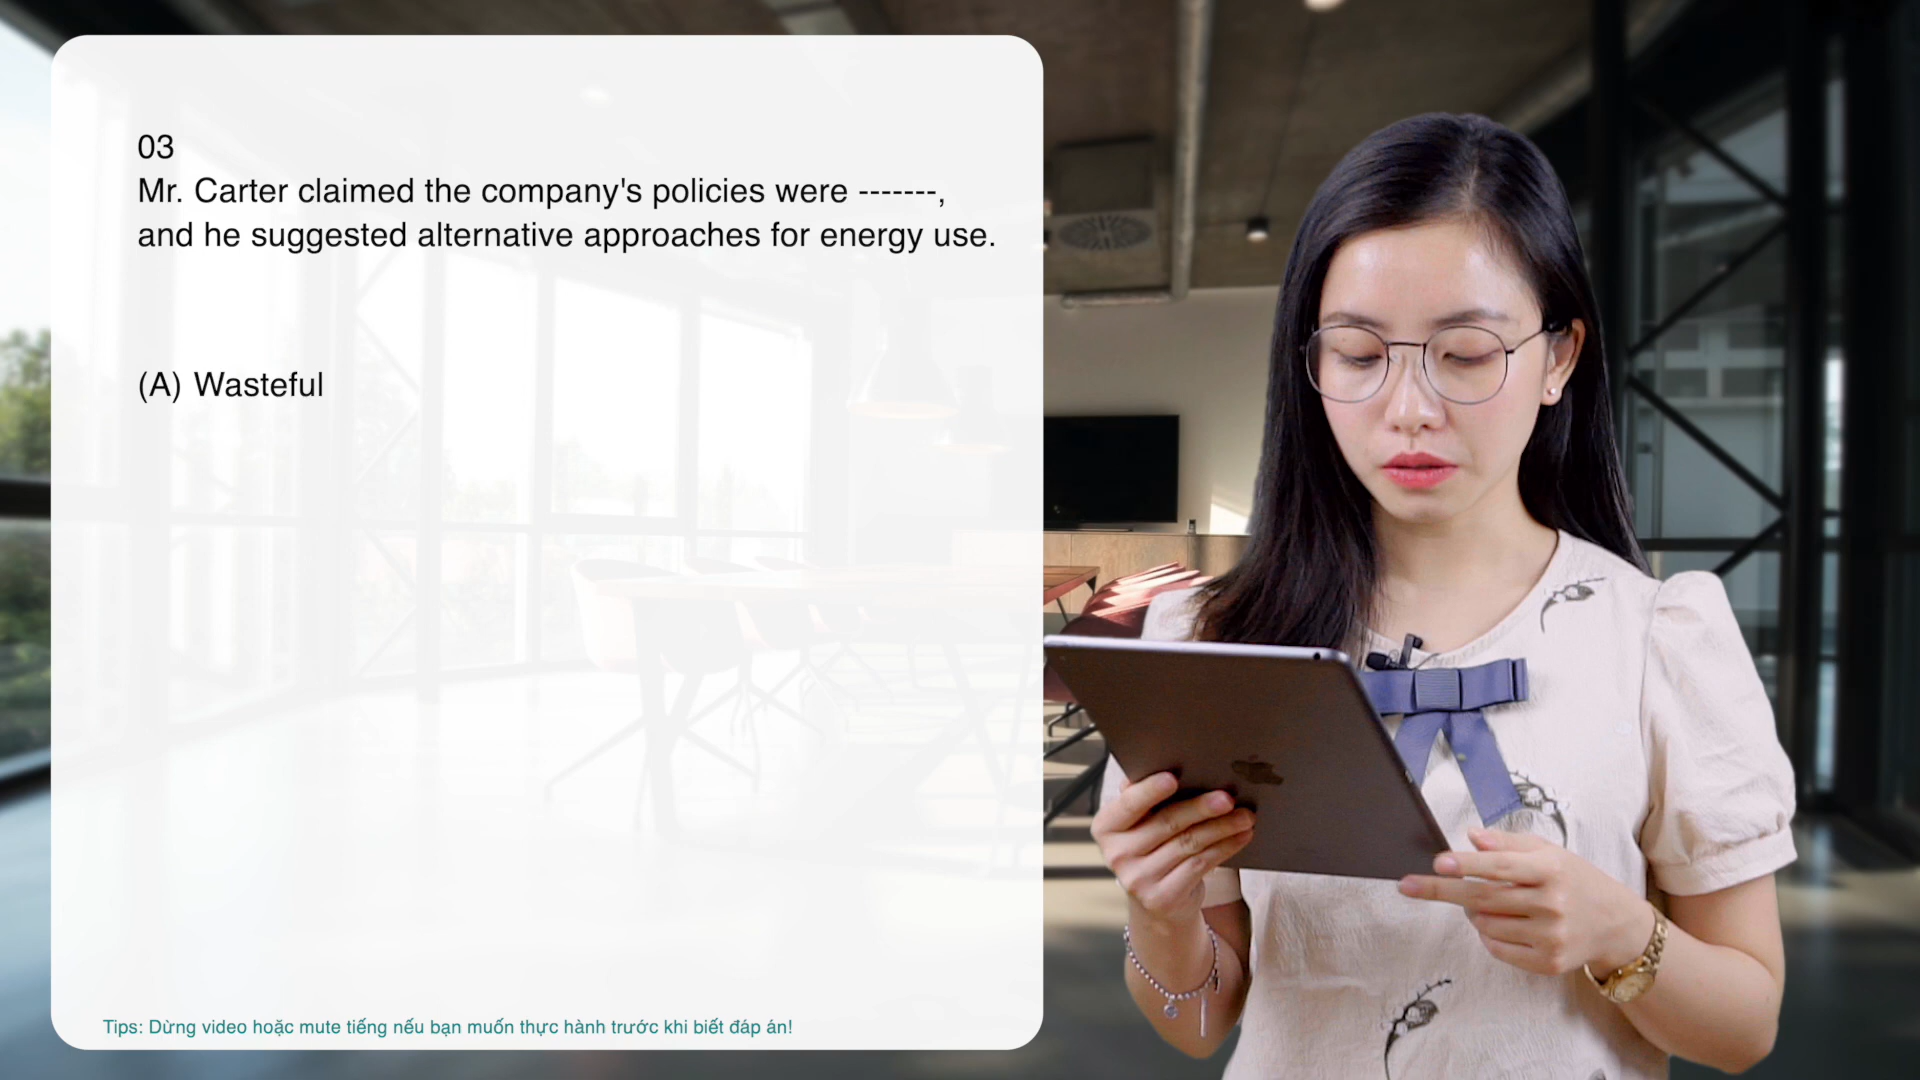 03
Mr. Carter claimed the company's policies were -------,
and he suggested alternative approaches for energy use.
(A) Wasteful
Tips: Dừng video hoặc mute tiếng nếu bạn muốn thực hành trước khi biết đáp án!